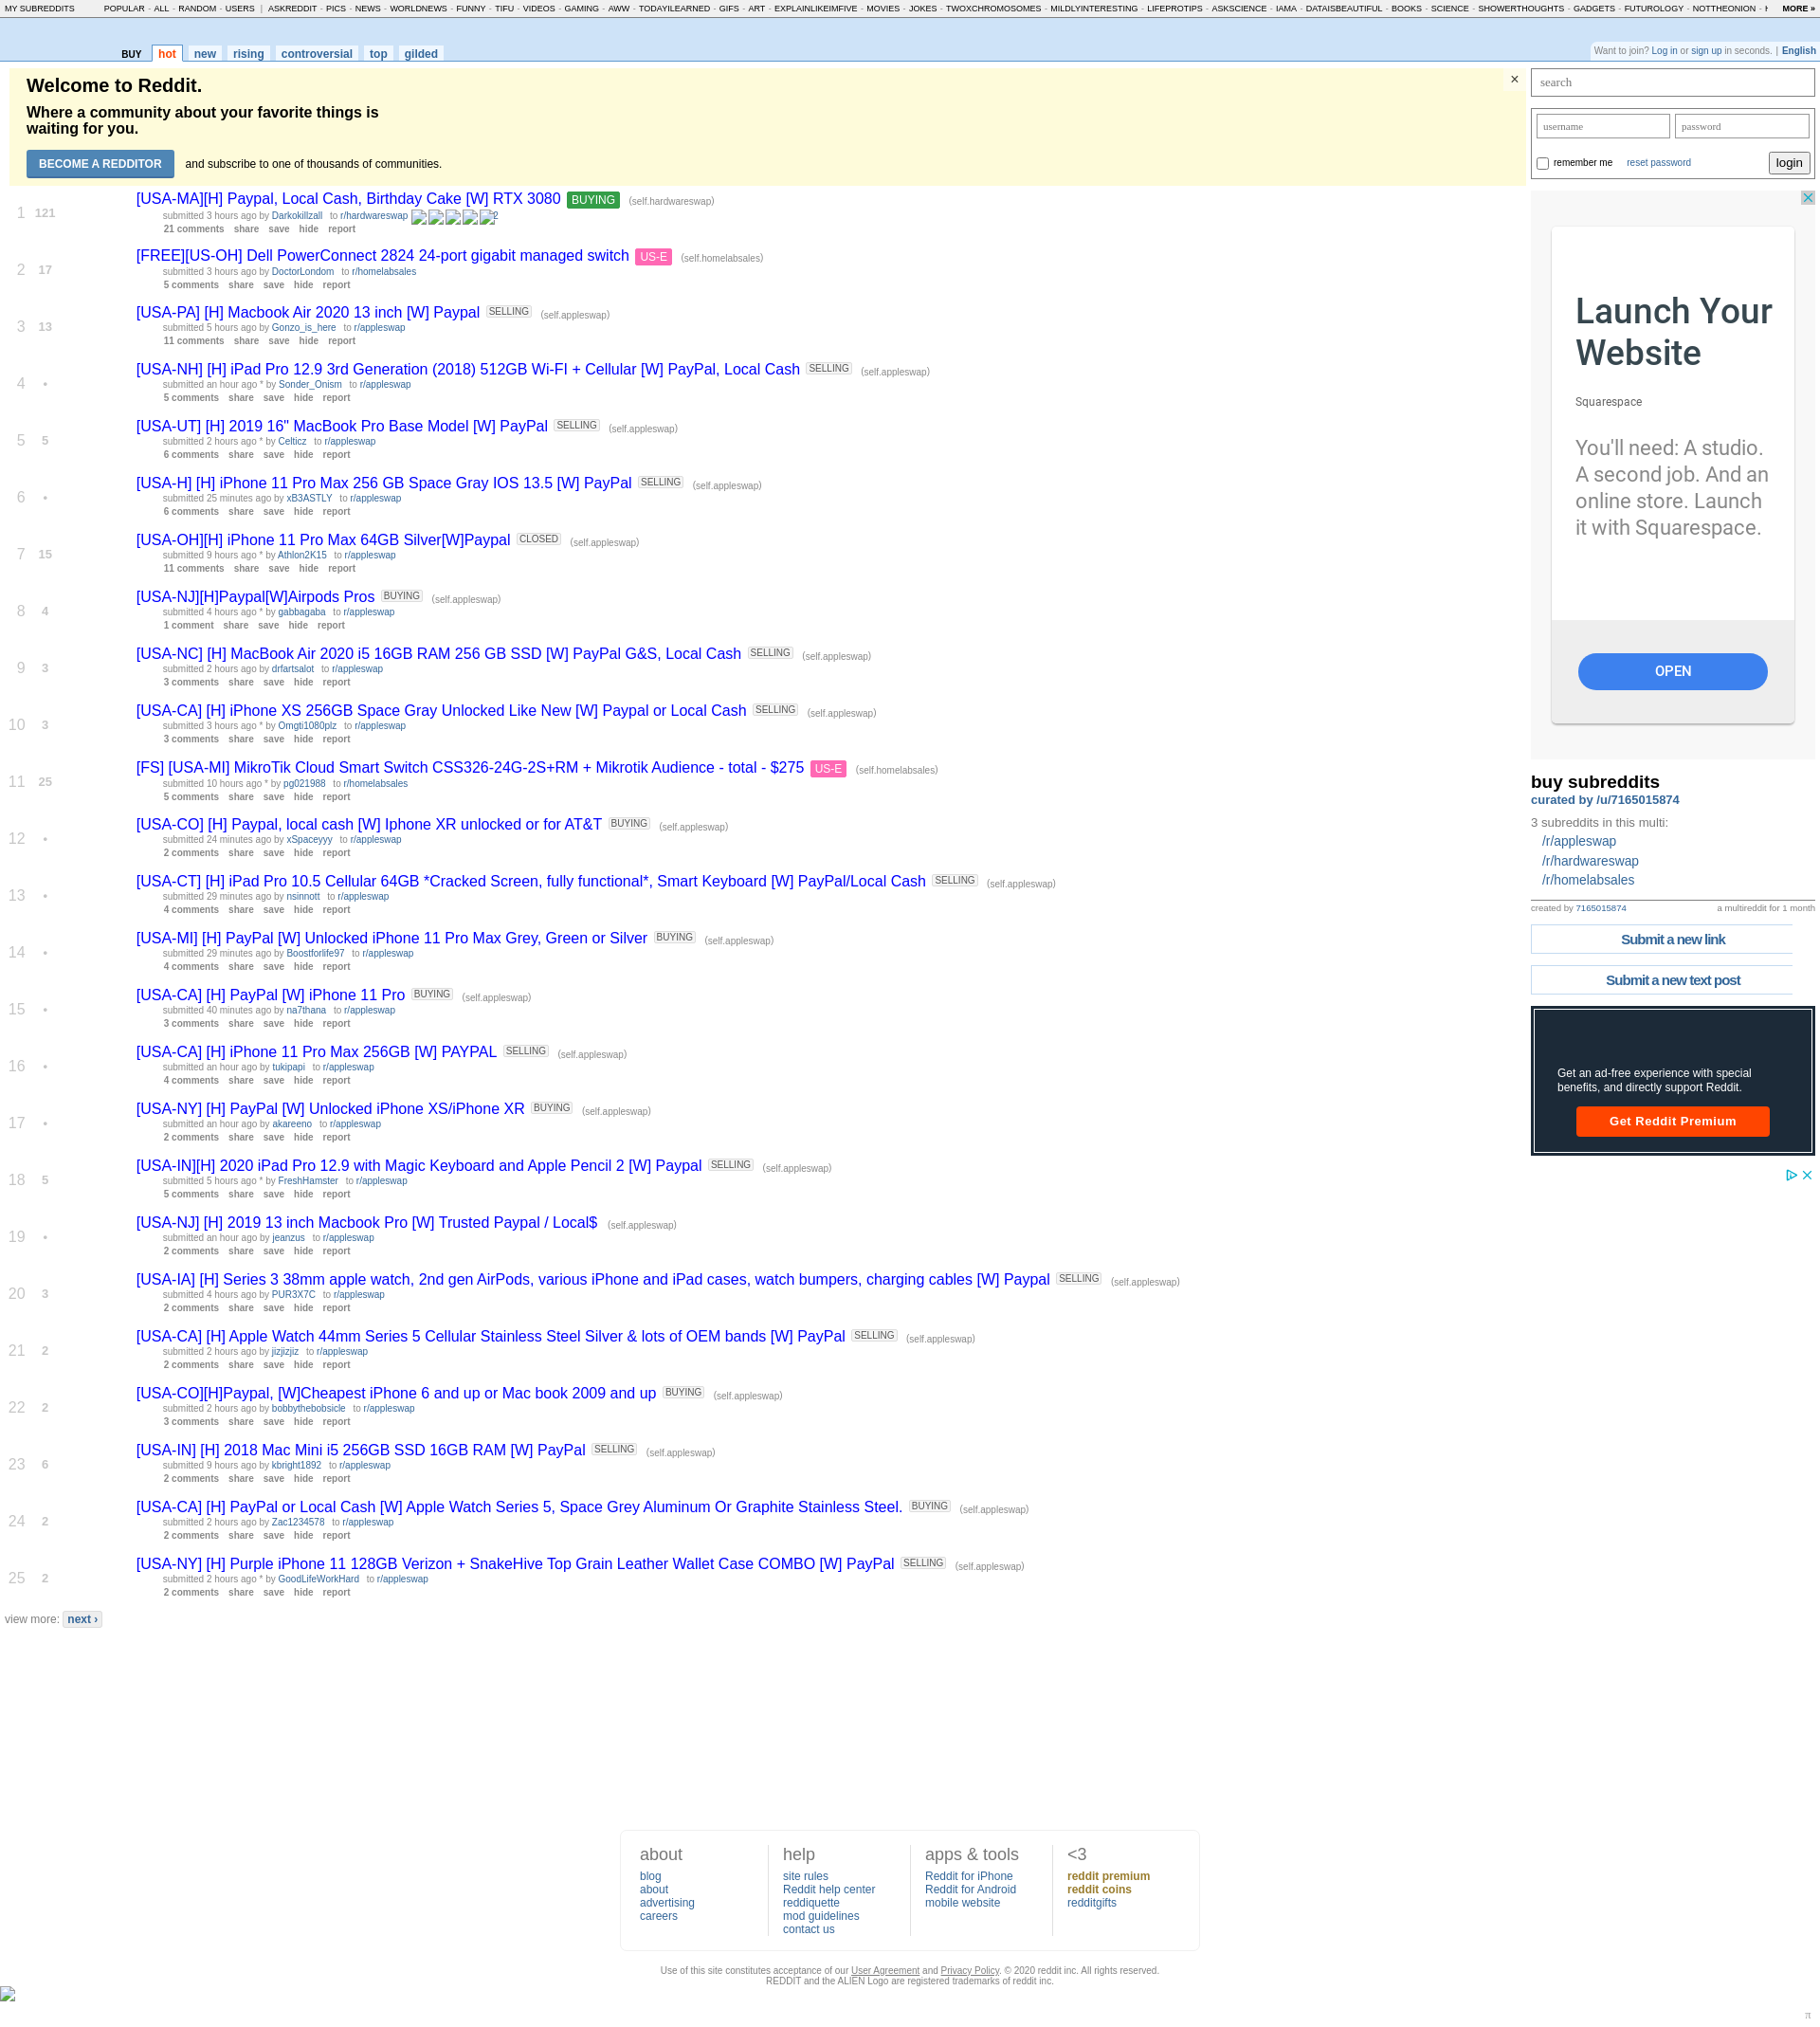 MY SUBREDDITS POPULAR - ALL - RANDOM - USERS | ASKREDDIT - PICS - NEWS - WORLDNEWS - FUNNY - TIFU - VIDEOS - GAMING - AWW - TODAYILEARNED - GIFS - ART - EXPLAINLIKEIMFIVE - MOVIES - JOKES - TWOXCHROMOSOMES - MILDLYINTERESTING - LIFEPROTIPS - ASKSCIENCE - IAMA - DATAISBEAUTIFUL - BOOKS - SCIENCE - SHOWERTHOUGHTS - GADGETS - FUTUROLOGY - NOTTHEONION - MORE »
BUY hot new rising controversial top gilded
Want to join? Log in or sign up in seconds. | English
Welcome to Reddit.
Where a community about your favorite things is
waiting for you.
BECOME A REDDITOR and subscribe to one of thousands of communities.
×
search
username password
remember me reset password login
1 121 [USA-MA][H] Paypal, Local Cash, Birthday Cake [W] RTX 3080 BUYING (self.hardwareswap)
submitted 3 hours ago by Darkokillzall to r/hardwareswap 2
21 comments share save hide report
2 17 [FREE][US-OH] Dell PowerConnect 2824 24-port gigabit managed switch US-E (self.homelabsales)
submitted 3 hours ago by DoctorLondom to r/homelabsales
5 comments share save hide report
3 13 [USA-PA] [H] Macbook Air 2020 13 inch [W] Paypal SELLING (self.appleswap)
submitted 5 hours ago by Gonzo_is_here to r/appleswap
11 comments share save hide report
4 • [USA-NH] [H] iPad Pro 12.9 3rd Generation (2018) 512GB Wi-FI + Cellular [W] PayPal, Local Cash SELLING (self.appleswap)
submitted an hour ago * by Sonder_Onism to r/appleswap
5 comments share save hide report
5 5 [USA-UT] [H] 2019 16" MacBook Pro Base Model [W] PayPal SELLING (self.appleswap)
submitted 2 hours ago * by Celticz to r/appleswap
6 comments share save hide report
6 • [USA-H] [H] iPhone 11 Pro Max 256 GB Space Gray IOS 13.5 [W] PayPal SELLING (self.appleswap)
submitted 25 minutes ago by xB3ASTLY to r/appleswap
6 comments share save hide report
7 15 [USA-OH][H] iPhone 11 Pro Max 64GB Silver[W]Paypal CLOSED (self.appleswap)
submitted 9 hours ago * by Athlon2K15 to r/appleswap
11 comments share save hide report
8 4 [USA-NJ][H]Paypal[W]Airpods Pros BUYING (self.appleswap)
submitted 4 hours ago * by gabbagaba to r/appleswap
1 comment share save hide report
9 3 [USA-NC] [H] MacBook Air 2020 i5 16GB RAM 256 GB SSD [W] PayPal G&S, Local Cash SELLING (self.appleswap)
submitted 2 hours ago by drfartsalot to r/appleswap
3 comments share save hide report
10 3 [USA-CA] [H] iPhone XS 256GB Space Gray Unlocked Like New [W] Paypal or Local Cash SELLING (self.appleswap)
submitted 3 hours ago * by Omgti1080plz to r/appleswap
3 comments share save hide report
11 25 [FS] [USA-MI] MikroTik Cloud Smart Switch CSS326-24G-2S+RM + Mikrotik Audience - total - $275 US-E (self.homelabsales)
submitted 10 hours ago * by pg021988 to r/homelabsales
5 comments share save hide report
12 • [USA-CO] [H] Paypal, local cash [W] Iphone XR unlocked or for AT&T BUYING (self.appleswap)
submitted 24 minutes ago by xSpaceyyy to r/appleswap
2 comments share save hide report
13 • [USA-CT] [H] iPad Pro 10.5 Cellular 64GB *Cracked Screen, fully functional*, Smart Keyboard [W] PayPal/Local Cash SELLING (self.appleswap)
submitted 29 minutes ago by nsinnott to r/appleswap
4 comments share save hide report
14 • [USA-MI] [H] PayPal [W] Unlocked iPhone 11 Pro Max Grey, Green or Silver BUYING (self.appleswap)
submitted 29 minutes ago by Boostforlife97 to r/appleswap
4 comments share save hide report
15 • [USA-CA] [H] PayPal [W] iPhone 11 Pro BUYING (self.appleswap)
submitted 40 minutes ago by na7thana to r/appleswap
3 comments share save hide report
16 • [USA-CA] [H] iPhone 11 Pro Max 256GB [W] PAYPAL SELLING (self.appleswap)
submitted an hour ago by tukipapi to r/appleswap
4 comments share save hide report
17 • [USA-NY] [H] PayPal [W] Unlocked iPhone XS/iPhone XR BUYING (self.appleswap)
submitted an hour ago by akareeno to r/appleswap
2 comments share save hide report
18 5 [USA-IN][H] 2020 iPad Pro 12.9 with Magic Keyboard and Apple Pencil 2 [W] Paypal SELLING (self.appleswap)
submitted 5 hours ago * by FreshHamster to r/appleswap
5 comments share save hide report
19 • [USA-NJ] [H] 2019 13 inch Macbook Pro [W] Trusted Paypal / Local$ (self.appleswap)
submitted an hour ago by jeanzus to r/appleswap
2 comments share save hide report
20 3 [USA-IA] [H] Series 3 38mm apple watch, 2nd gen AirPods, various iPhone and iPad cases, watch bumpers, charging cables [W] Paypal SELLING (self.appleswap)
submitted 4 hours ago by PUR3X7C to r/appleswap
2 comments share save hide report
21 2 [USA-CA] [H] Apple Watch 44mm Series 5 Cellular Stainless Steel Silver & lots of OEM bands [W] PayPal SELLING (self.appleswap)
submitted 2 hours ago by jizjizjiz to r/appleswap
2 comments share save hide report
22 2 [USA-CO][H]Paypal, [W]Cheapest iPhone 6 and up or Mac book 2009 and up BUYING (self.appleswap)
submitted 2 hours ago by bobbythebobsicle to r/appleswap
3 comments share save hide report
23 6 [USA-IN] [H] 2018 Mac Mini i5 256GB SSD 16GB RAM [W] PayPal SELLING (self.appleswap)
submitted 9 hours ago by kbright1892 to r/appleswap
2 comments share save hide report
24 2 [USA-CA] [H] PayPal or Local Cash [W] Apple Watch Series 5, Space Grey Aluminum Or Graphite Stainless Steel. BUYING (self.appleswap)
submitted 2 hours ago by Zac1234578 to r/appleswap
2 comments share save hide report
25 2 [USA-NY] [H] Purple iPhone 11 128GB Verizon + SnakeHive Top Grain Leather Wallet Case COMBO [W] PayPal SELLING (self.appleswap)
submitted 2 hours ago * by GoodLifeWorkHard to r/appleswap
2 comments share save hide report
view more: next ›
Launch Your
Website
Squarespace
You'll need: A studio.
A second job. And an
online store. Launch
it with Squarespace.
OPEN
buy subreddits
curated by /u/7165015874
3 subreddits in this multi:
/r/appleswap
/r/hardwareswap
/r/homelabsales
created by 7165015874 a multireddit for 1 month
Submit a new link
Submit a new text post
Get an ad-free experience with special
benefits, and directly support Reddit.
Get Reddit Premium
about
blog
about
advertising
careers
help
site rules
Reddit help center
reddiquette
mod guidelines
contact us
apps & tools
Reddit for iPhone
Reddit for Android
mobile website
<3
reddit premium
reddit coins
redditgifts
Use of this site constitutes acceptance of our User Agreement and Privacy Policy. © 2020 reddit inc. All rights reserved.
REDDIT and the ALIEN Logo are registered trademarks of reddit inc.
π